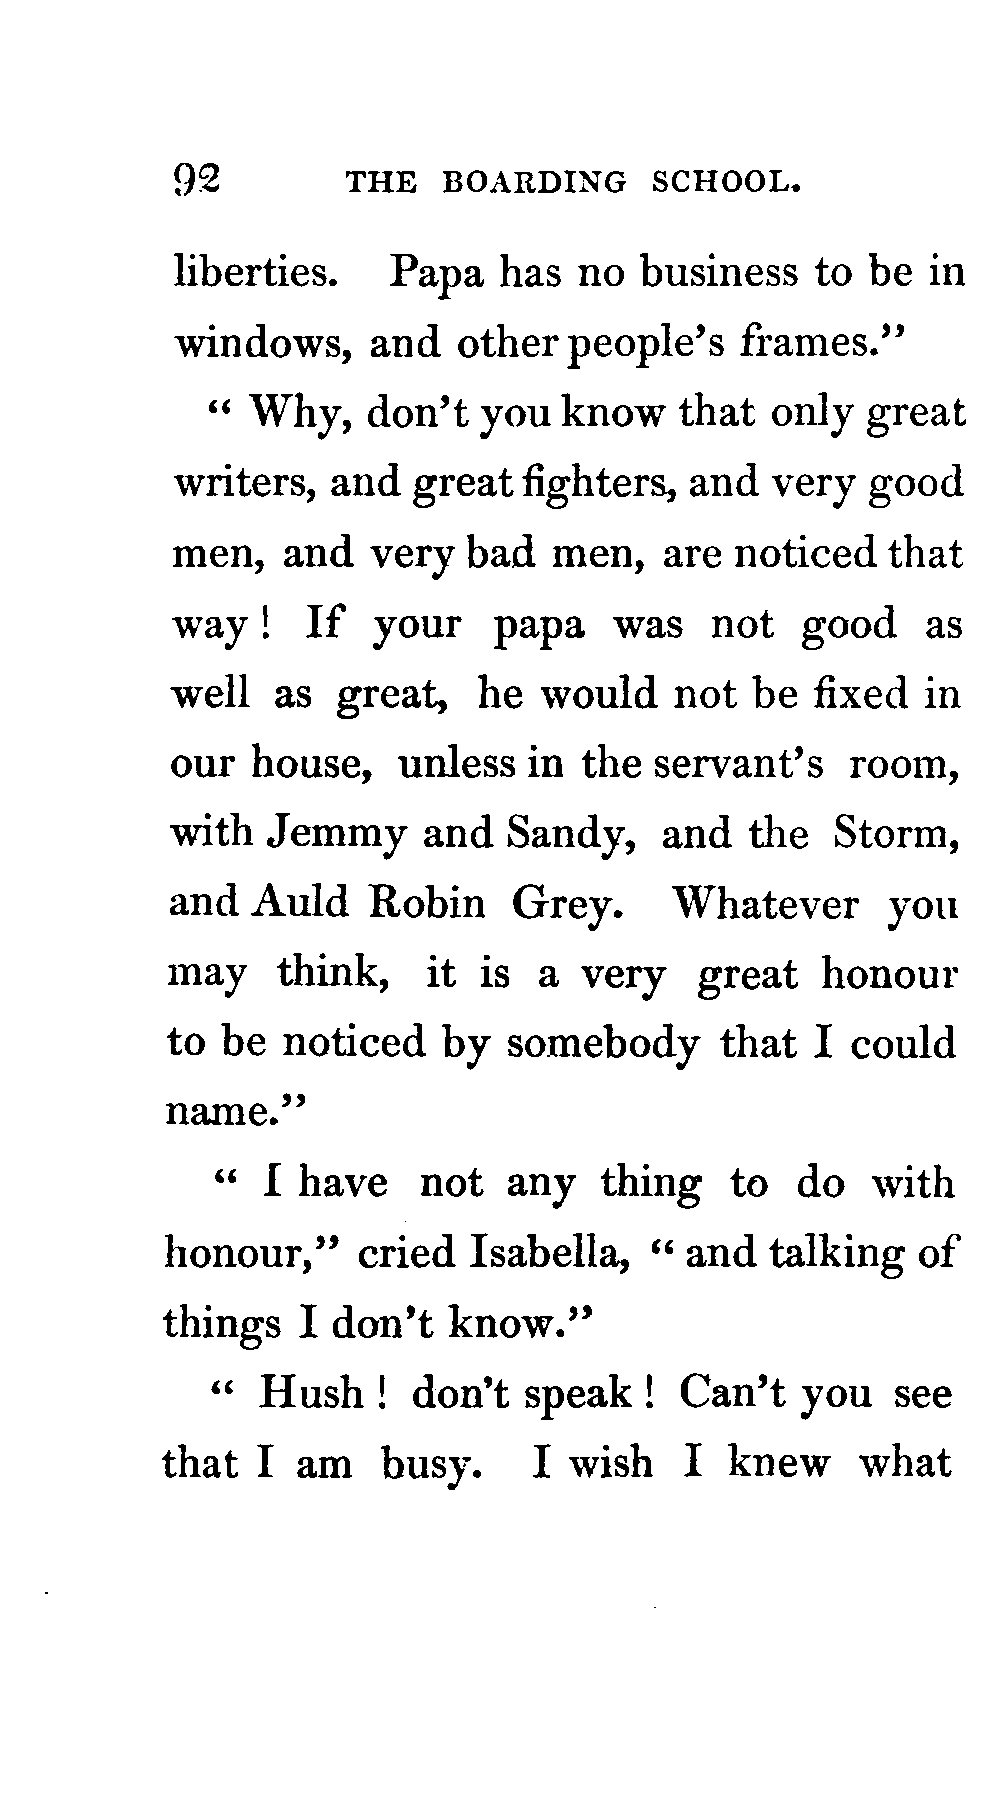 92 THE BOARDING SCHOOL.
liberties. Papa has no business to be in
windows, and other people's frames."
" Why, don't you know that only great
writers, and great fighters, and very good
men, and very bad men, are noticed that
way ! If your papa was not good as
well as great, he would not be fixed in
our house, unless in the servant's room,
with Jemmy and Sandy, and the Storm,
and Auld Robin Grey. Whatever you
may think, it is a very great honour
to be noticed by somebody that I could
name."
" I have not any thing to do with
honour," cried Isabella, " and talking of
things I don't know."
" Hush ! don't speak ! Can't you see
that I am busy. I wish I knew what